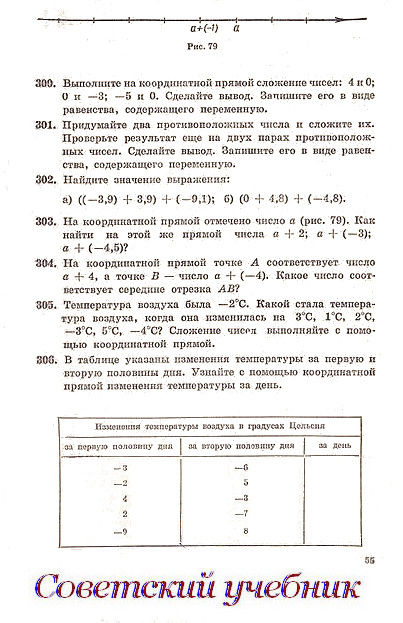 a+(-1) a
Рис. 79
300. Выполните на координатной прямой сложение чисел: 4 и 0;
0 и —3; —5 и 0. Сделайте вывод. Запишите его в виде
равенства, содержащего переменную.
301. Придумайте два противоположных числа и сложите их.
Проверьте результат еще на двух парах противополож-
ных чисел. Сделайте вывод. Запишите его в виде равен-
ства, содержащего переменную.
302. Найдите значение выражения:
а) ((—3,9) + 3,9) + (—9,1); б) (0 + 4,8) + (—4,8).
303. На координатной прямой отмечено число a (рис. 79). Как
найти на этой же прямой числа a + 2; a + (—3);
a + (—4,5)?
304. На координатной прямой точке A соответствует число
a + 4, а точке B — число a + (—4). Какое число соот-
ветствует середине отрезка AB?
305. Температура воздуха была —2°С. Какой стала темпера-
тура воздуха, когда она изменилась на 3°С, 1°С, 2°С,
—3°С, 5°С, —4°С? Сложение чисел выполняйте с помо-
щью координатной прямой.
306. В таблице указаны изменения температуры за первую и
вторую половины дня. Узнайте с помощью координатной
прямой изменения температуры за день.
Изменения температуры воздуха в градусах Цельсия
за первую половину дня за вторую половину дня за день
—3 —6
—2 5
4 —3
2 —7
—9 8
55
Советский учебник